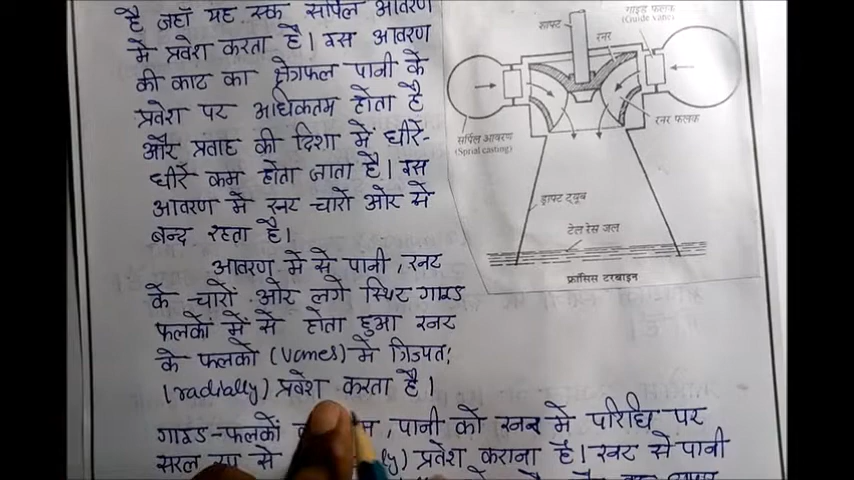 है जहाँ यह एक सर्पिल आवरण
में प्रवेश करता है। इस आवरण
की काट का क्षेत्रफल पानी के
प्रवेश पर अधिकतम होता है
और प्रवाह की दिशा में धीरे-
धीरे कम होता जाता है। इस
आवरण में रनर चारों ओर से
बन्द रहता है।
आवरण में से पानी, रनर
के चारों ओर लगे स्थिर गाइड
फलकों में से होता हुआ रनर
के फलकों (Vanes) में त्रिज्यत:
(radially) प्रवेश करता है।
गाइड-फलकों, पानी को रनर में परिधि पर
सरल रूप से प्रवेश कराना है। रनर से पानी
शाफ्ट
रनर
गाइड फलक
(Guide vane)
रनर फलक
सर्पिल आवरण
(Sprial casting)
ड्राफ्ट ट्यूब
टेल रेस जल
फ्रांसिस टरबाइन